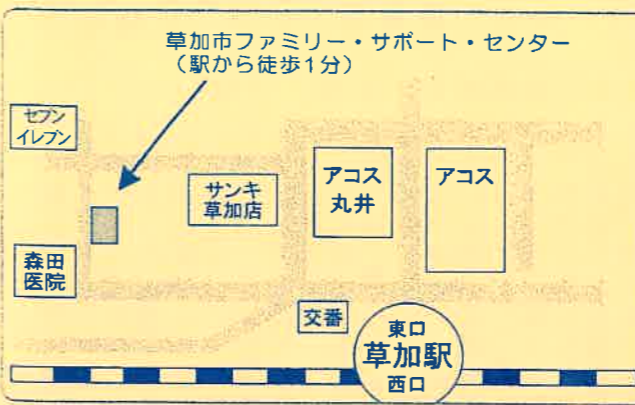 草加市ファミリー・サポート・センター
（駅から徒歩1分）
セブン
イレブン
サンキ
草加店
アコス
丸井
アコス
森田
医院
交番
東口
草加駅
西口